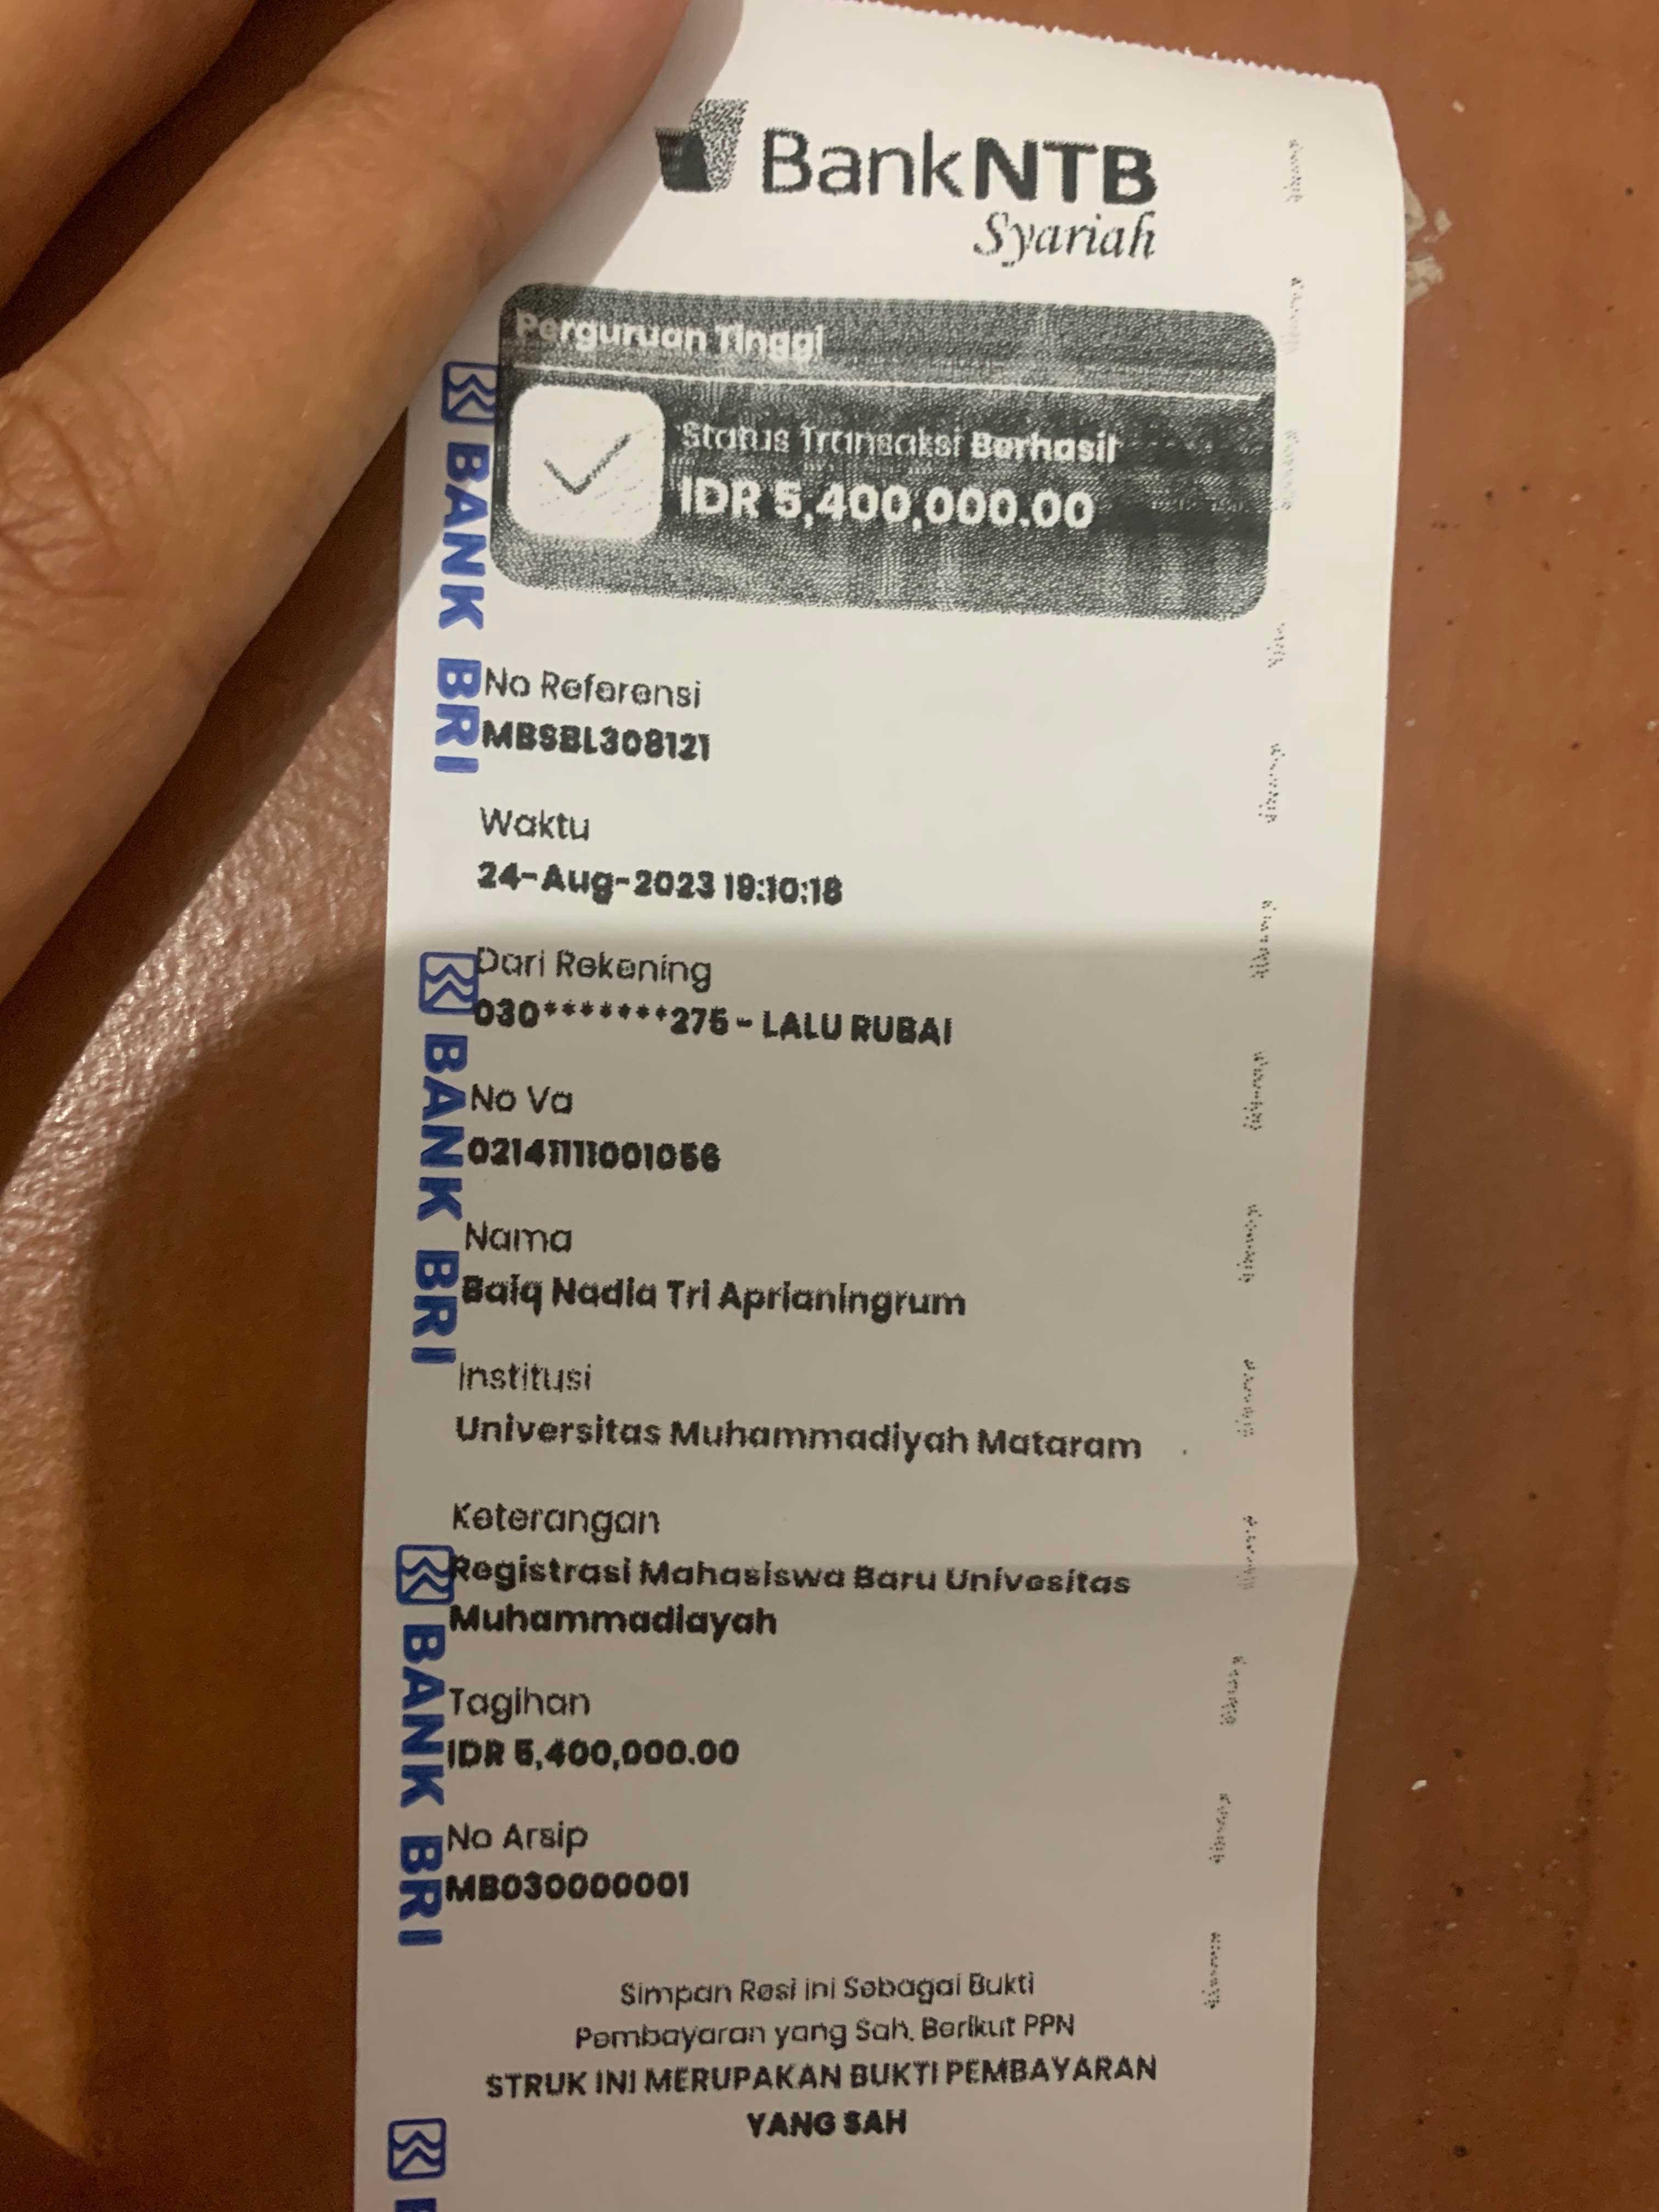 BankNTB
Syariah
Perguruan Tinggi
Status Transaksi Berhasil
IDR 5,400,000.00
No Referensi
MBSBL308121
Waktu
24-Aug-2023 19:10:18
Dari Rekening
030*******275 - LALU RUBAI
No Va
02141111001056
Nama
Baiq Nadia Tri Aprianingrum
Institusi
Universitas Muhammadiyah Mataram
Keterangan
Registrasi Mahasiswa Baru Univesitas
Muhammadiayah
Tagihan
IDR 5,400,000.00
No Arsip
MB030000001
Simpan Resi ini Sebagai Bukti
Pembayaran yang Sah. Berikut PPN
STRUK INI MERUPAKAN BUKTI PEMBAYARAN
YANG SAH
BANK BRI
BANK BRI
BANK BRI